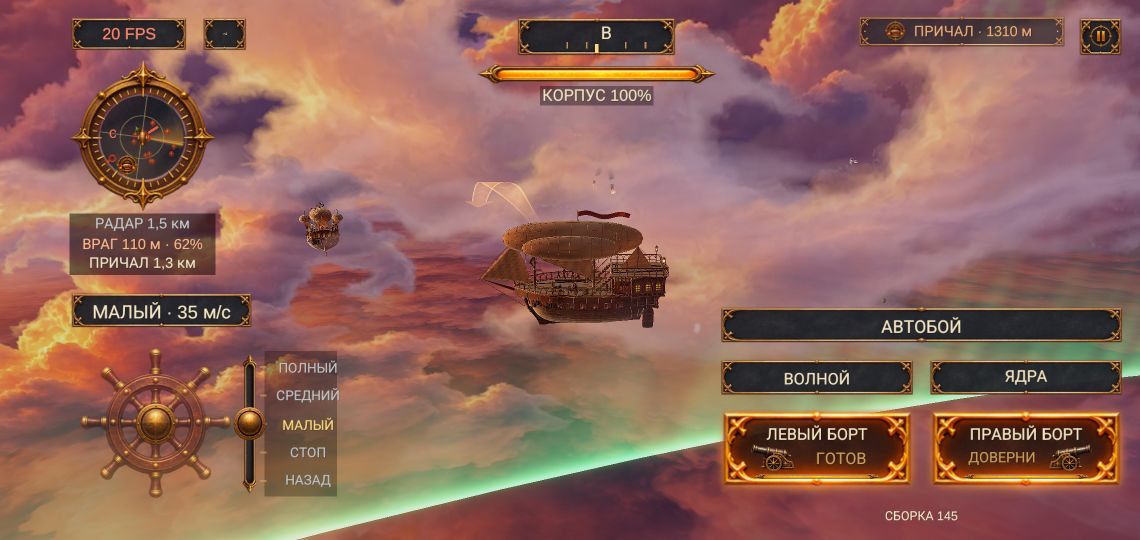 20 FPS
В
ПРИЧАЛ · 1310 м
КОРПУС 100%
С
РАДАР 1,5 км
ВРАГ 110 м · 62%
ПРИЧАЛ 1,3 км
МАЛЫЙ · 35 м/с
ПОЛНЫЙ
СРЕДНИЙ
МАЛЫЙ
СТОП
НАЗАД
АВТОБОЙ
ВОЛНОЙ
ЯДРА
ЛЕВЫЙ БОРТ
ГОТОВ
ПРАВЫЙ БОРТ
ДОВЕРНИ
СБОРКА 145